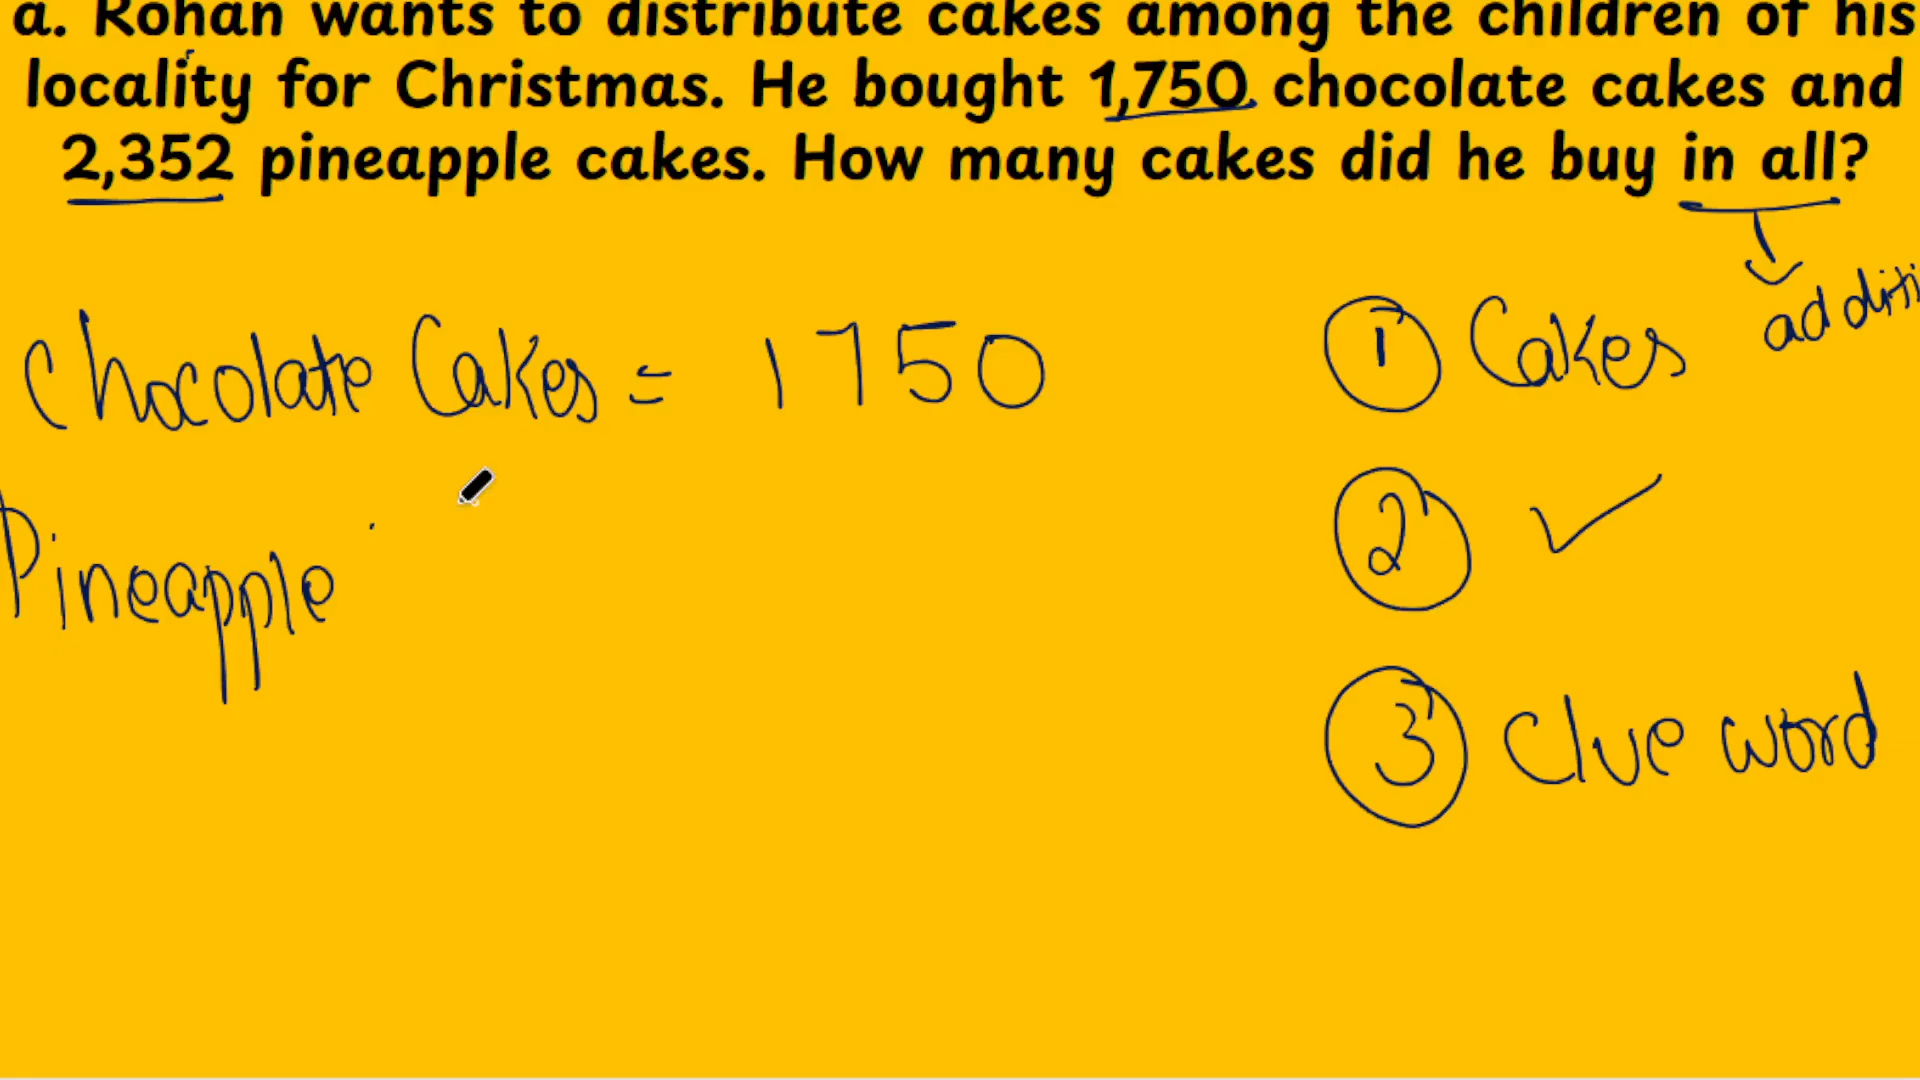 a. Rohan wants to distribute cakes among the children of his
locality for Christmas. He bought 1,750 chocolate cakes and
2,352 pineapple cakes. How many cakes did he buy in all?
additi
Chocolate Cakes = 1750
1 Cakes
Pineapple
2 ✓
3 Clue word